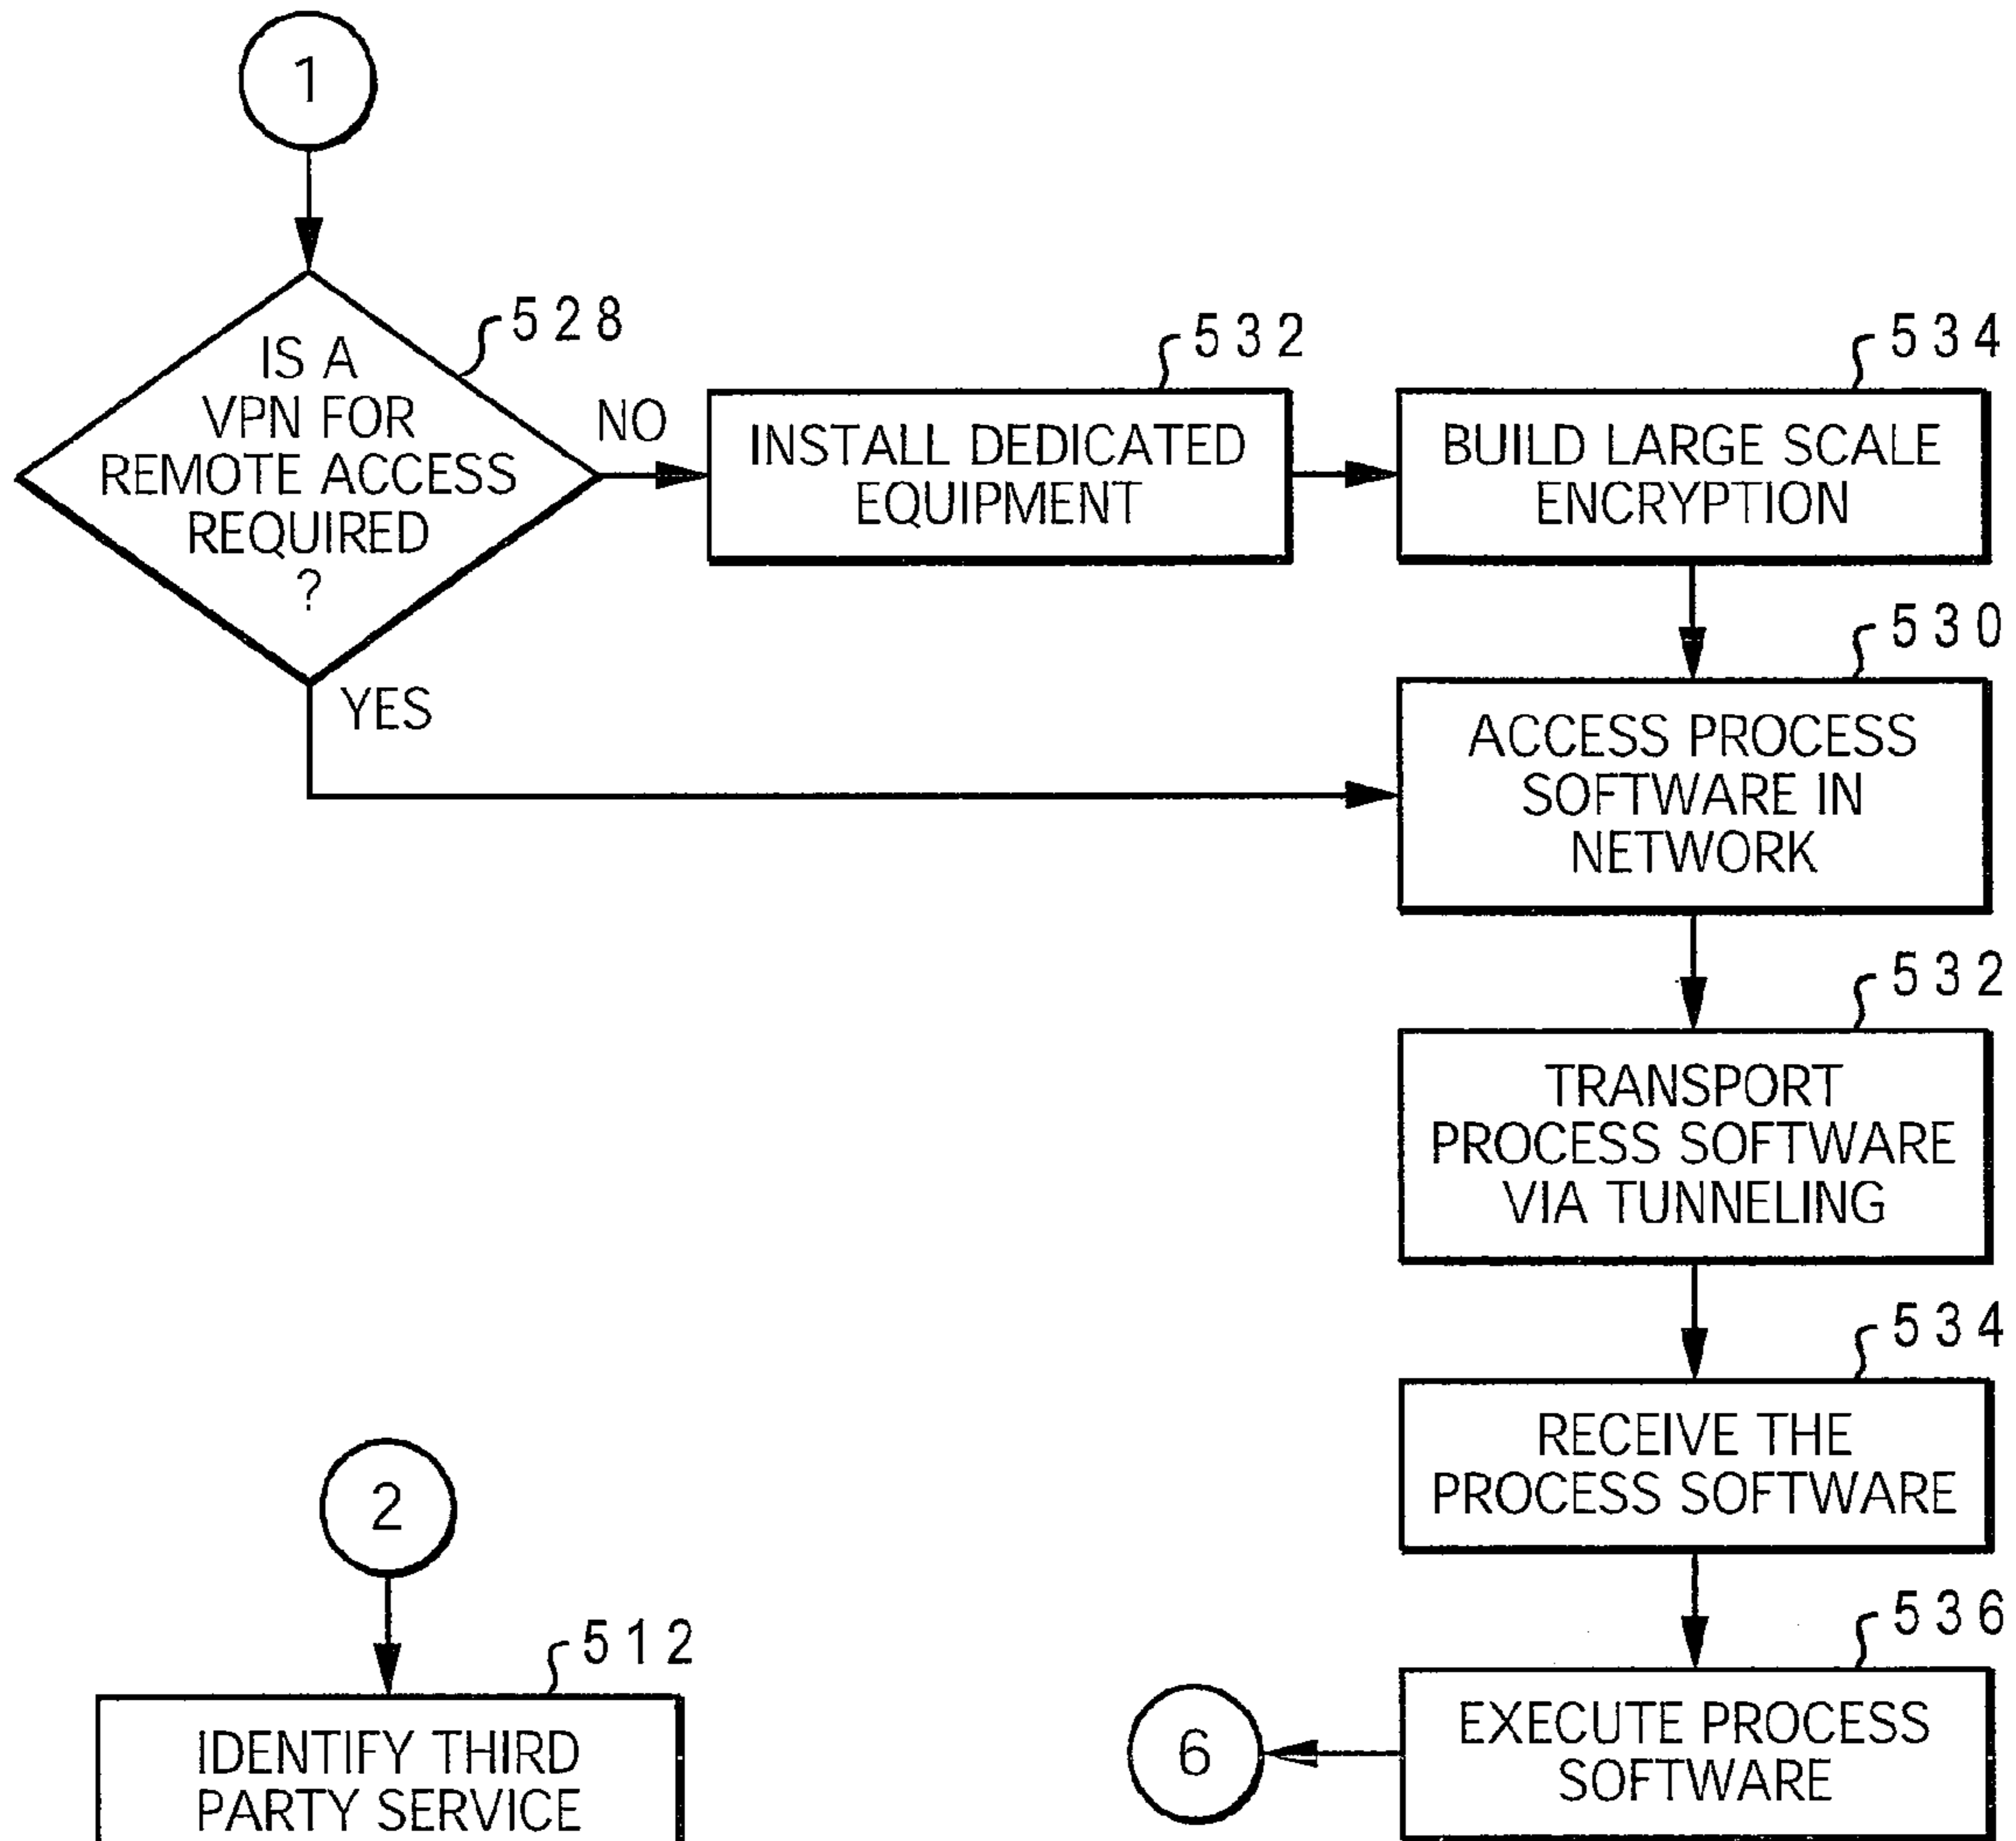 1
528
IS A
VPN FOR
REMOTE ACCESS
REQUIRED
?
NO
YES
532
INSTALL DEDICATED
EQUIPMENT
534
BUILD LARGE SCALE
ENCRYPTION
530
ACCESS PROCESS
SOFTWARE IN
NETWORK
532
TRANSPORT
PROCESS SOFTWARE
VIA TUNNELING
534
RECEIVE THE
PROCESS SOFTWARE
536
EXECUTE PROCESS
SOFTWARE
6
2
512
IDENTIFY THIRD
PARTY SERVICE